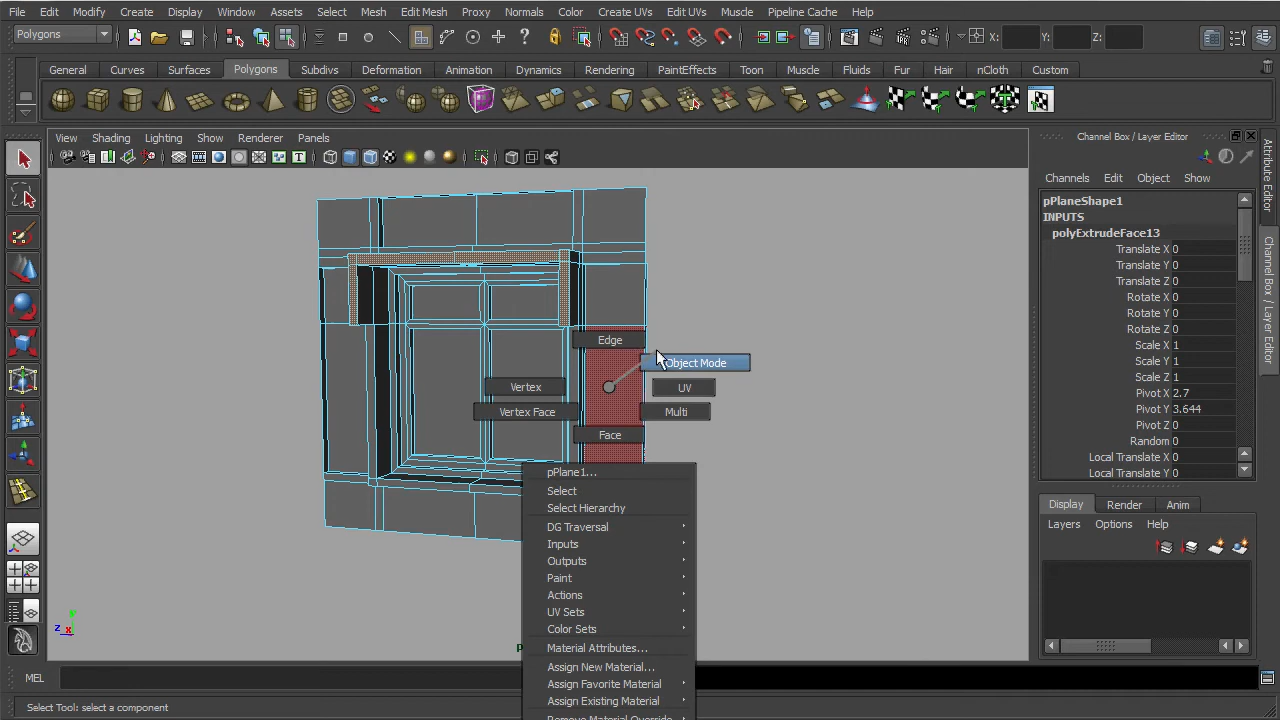 File Edit Modify Create Display Window Assets Select Mesh Edit Mesh Proxy Normals Color Create UVs Edit UVs Muscle Pipeline Cache Help
Polygons X: Y: Z:
General Curves Surfaces Polygons Subdivs Deformation Animation Dynamics Rendering PaintEffects Toon Muscle Fluids Fur Hair nCloth Custom
View Shading Lighting Show Renderer Panels
Channel Box / Layer Editor
Channels Edit Object Show
pPlaneShape1
INPUTS
polyExtrudeFace13
Translate X 0
Translate Y 0
Translate Z 0
Rotate X 0
Rotate Y 0
Rotate Z 0
Scale X 1
Scale Y 1
Scale Z 1
Pivot X 2.7
Pivot Y 3.644
Pivot Z 0
Random 0
Local Translate X 0
Local Translate Y 0
Attribute Editor
Channel Box / Layer Editor
Edge
Object Mode
Vertex UV
Vertex Face Multi
Face
pPlane1...
Select
Select Hierarchy
DG Traversal
Inputs
Outputs
Paint
Actions
UV Sets
Color Sets
Material Attributes...
Assign New Material...
Assign Favorite Material
Assign Existing Material
Remove Material Override
Display Render Anim
Layers Options Help
y
z x
MEL
Select Tool: select a component